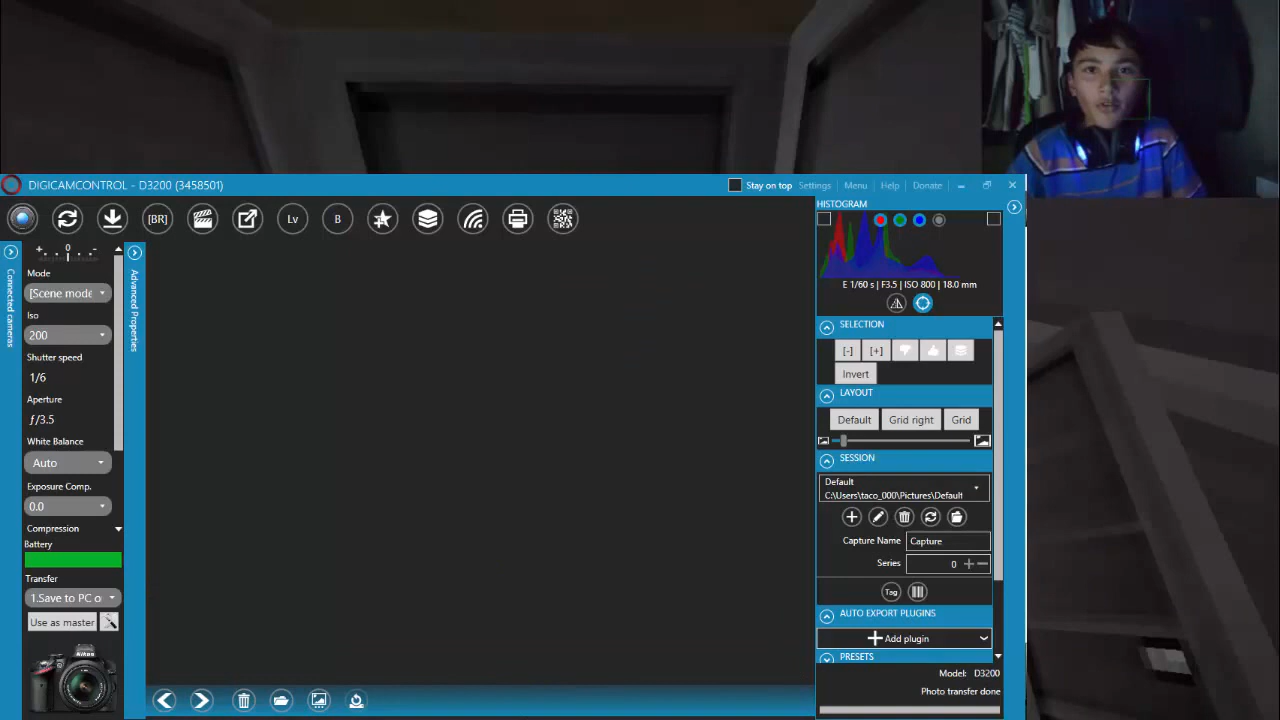 DIGICAMCONTROL - D3200 (3458501)
Stay on top Settings Menu Help Donate
[BR] Lv B
HISTOGRAM
E 1/60 s | F3.5 | ISO 800 | 18.0 mm
Connected cameras
Advanced Properties
+ 0 -
Mode
[Scene mode
Iso
200
Shutter speed
1/6
Aperture
ƒ/3.5
White Balance
Auto
Exposure Comp.
0.0
Compression
Battery
Transfer
1.Save to PC o
Use as master
Nikon
SELECTION
[-] [+]
Invert
LAYOUT
Default Grid right Grid
SESSION
Default
C:\Users\taco_000\Pictures\Default
Capture Name Capture
Series 0
Tag
AUTO EXPORT PLUGINS
Add plugin
PRESETS
Model: D3200
Photo transfer done